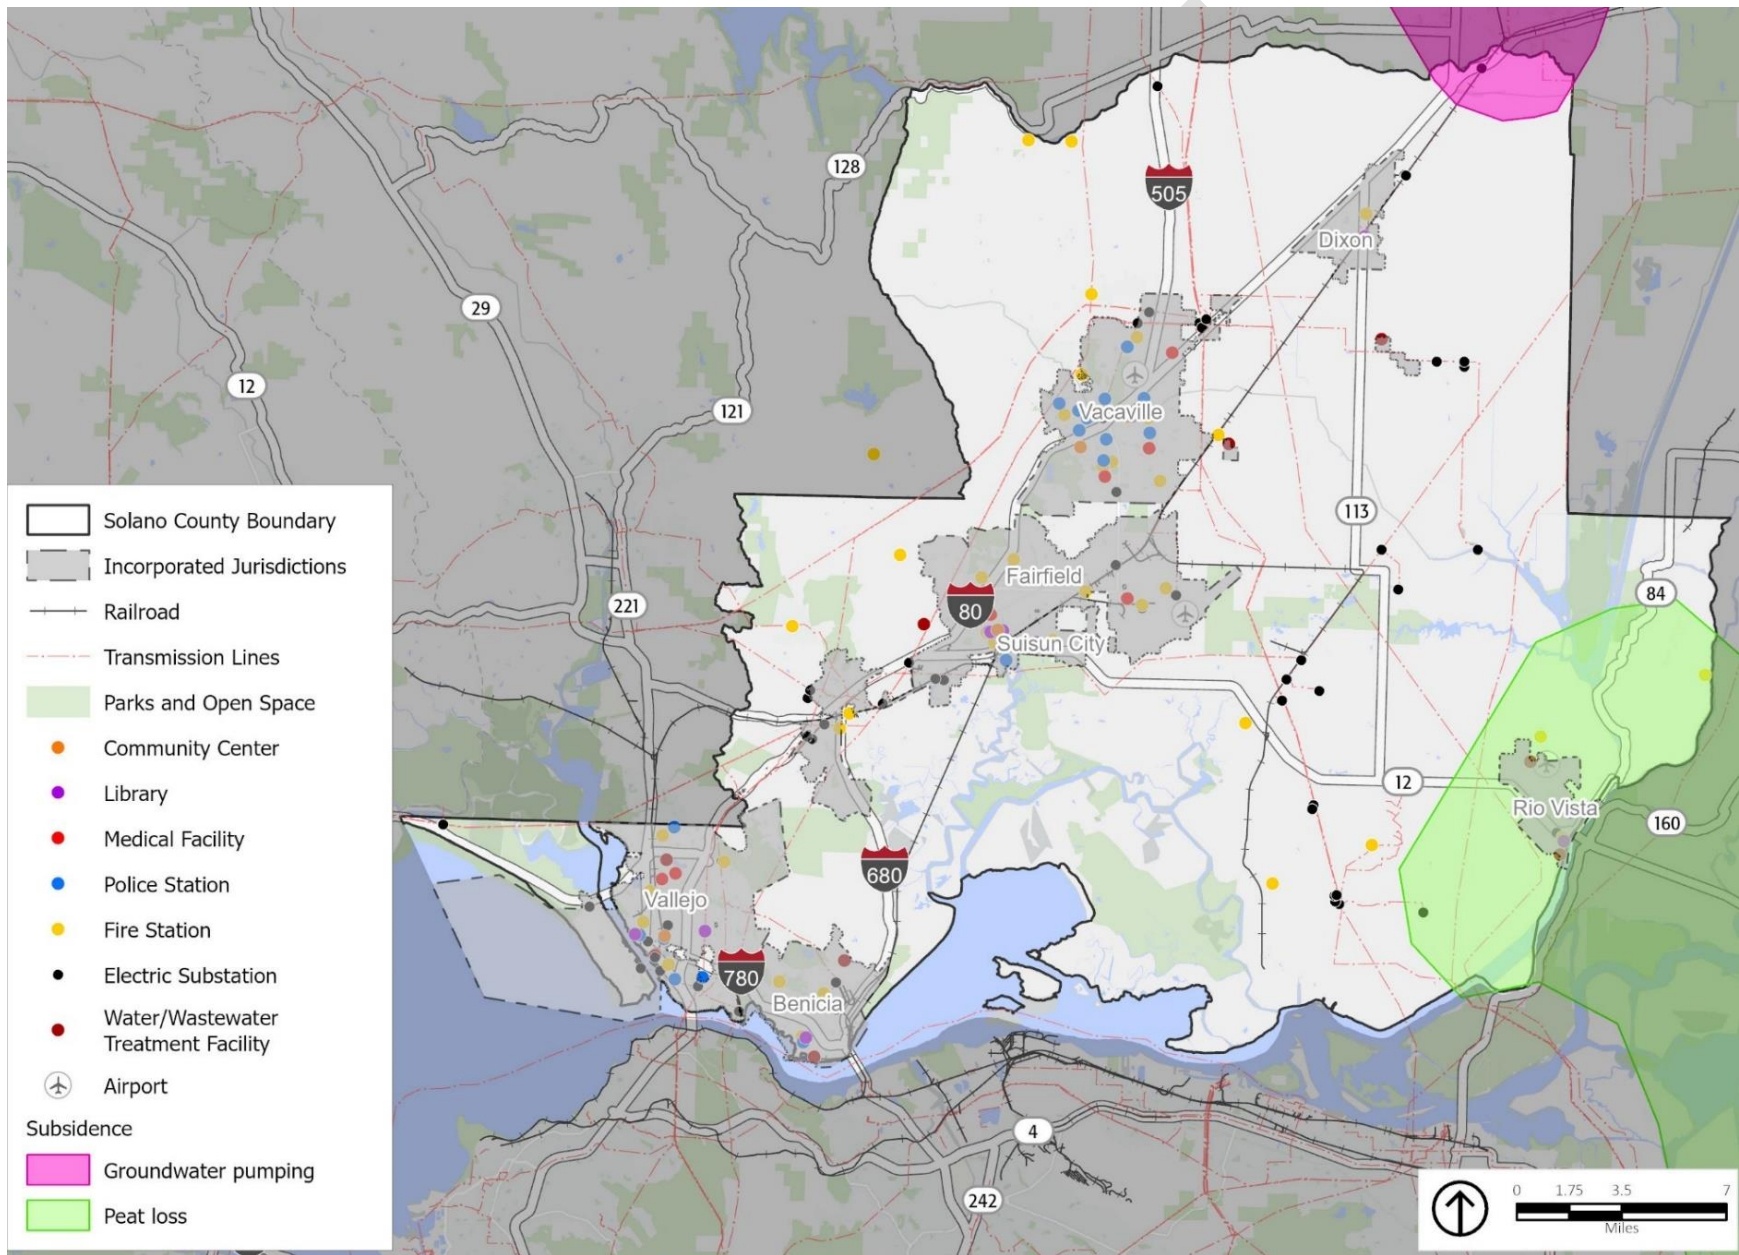 505
128
Dixon
29
12
121
Vacaville
113
Fairfield
80
221
84
Suisun City
12
Rio Vista
160
680
Vallejo
780
Benicia
4
242
Solano County Boundary
Incorporated Jurisdictions
Railroad
Transmission Lines
Parks and Open Space
Community Center
Library
Medical Facility
Police Station
Fire Station
Electric Substation
Water/Wastewater
Treatment Facility
Airport
Subsidence
Groundwater pumping
Peat loss
0 1.75 3.5 7
Miles